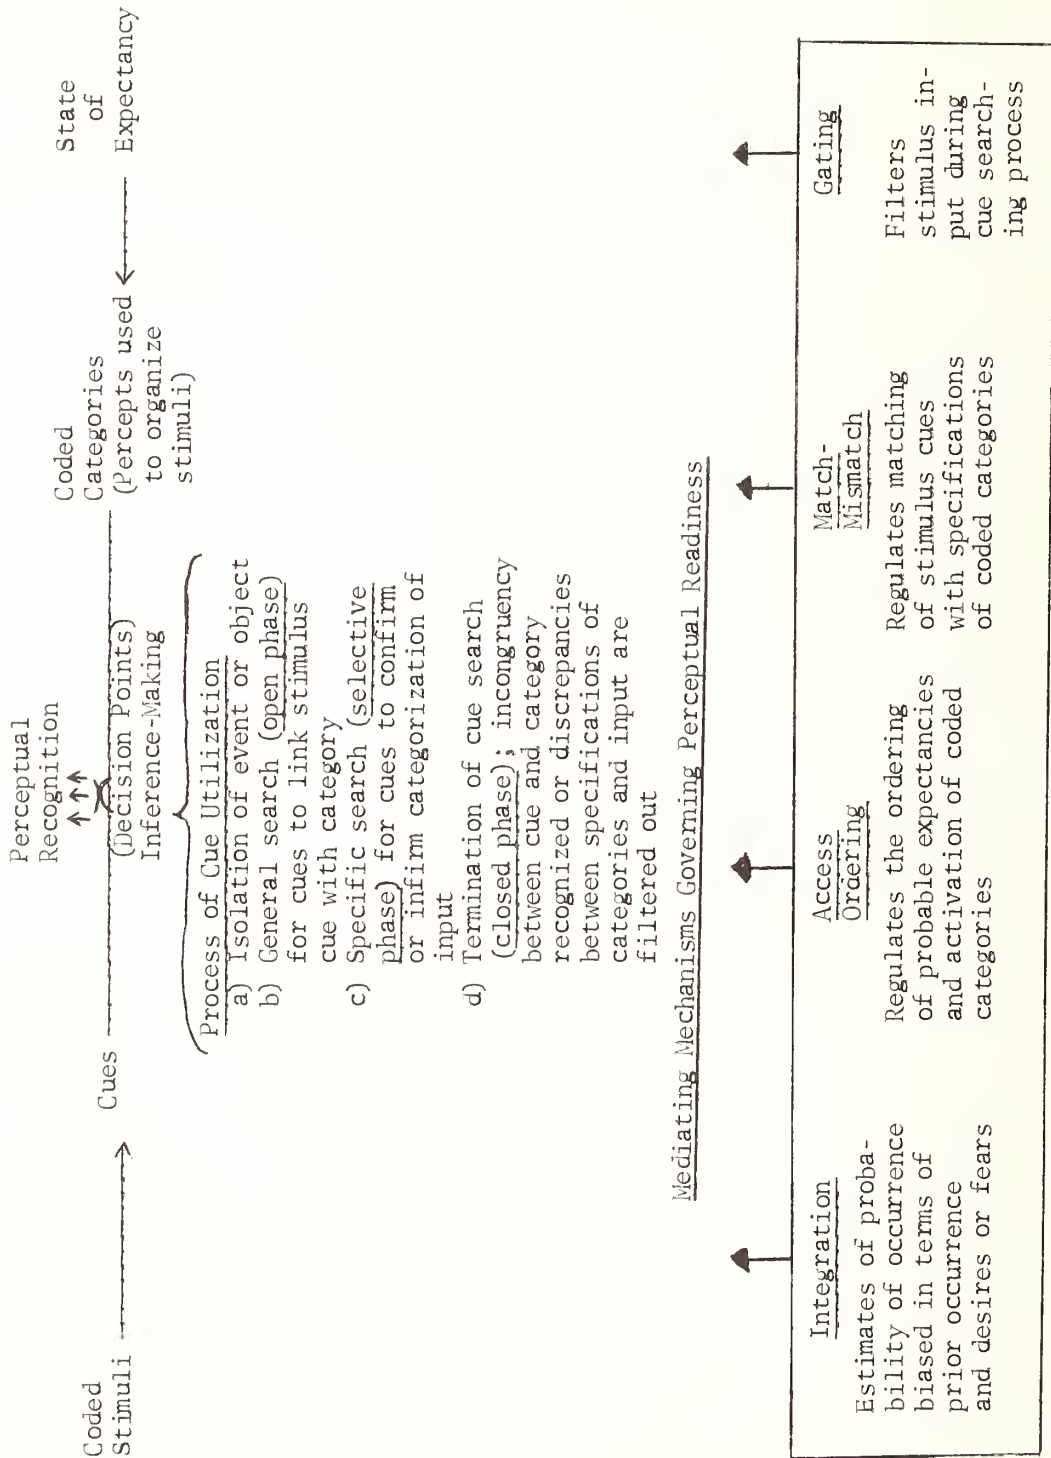 Perceptual
Recognition
Coded
Stimuli
Cues
(Decision Points)
Inference-Making
Coded
Categories
(Percepts used
to organize
stimuli)
State
of
Expectancy
Process of Cue Utilization
a) Isolation of event or object
b) General search (open phase)
for cues to link stimulus
cue with category
c) Specific search (selective
phase) for cues to confirm
or infirm categorization of
input
d) Termination of cue search
(closed phase); incongruency
between cue and category
recognized or discrepancies
between specifications of
categories and input are
filtered out
Mediating Mechanisms Governing Perceptual Readiness
Integration
Estimates of proba-
bility of occurrence
biased in terms of
prior occurrence
and desires or fears
Access
Ordering
Regulates the ordering
of probable expectancies
and activation of coded
categories
Match-
Mismatch
Regulates matching
of stimulus cues
with specifications
of coded categories
Gating
Filters
stimulus in-
put during
cue search-
ing process